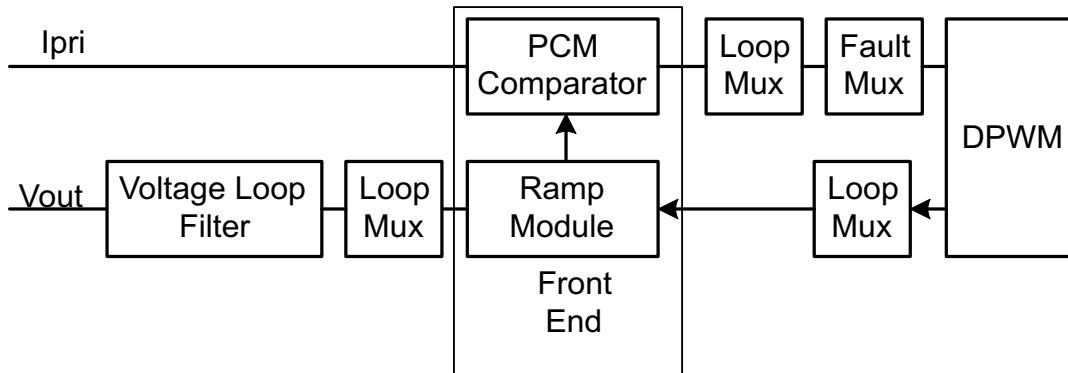 Ipri
PCM
Comparator
Loop
Mux
Fault
Mux
DPWM
Vout
Voltage Loop
Filter
Loop
Mux
Ramp
Module
Loop
Mux
Front
End